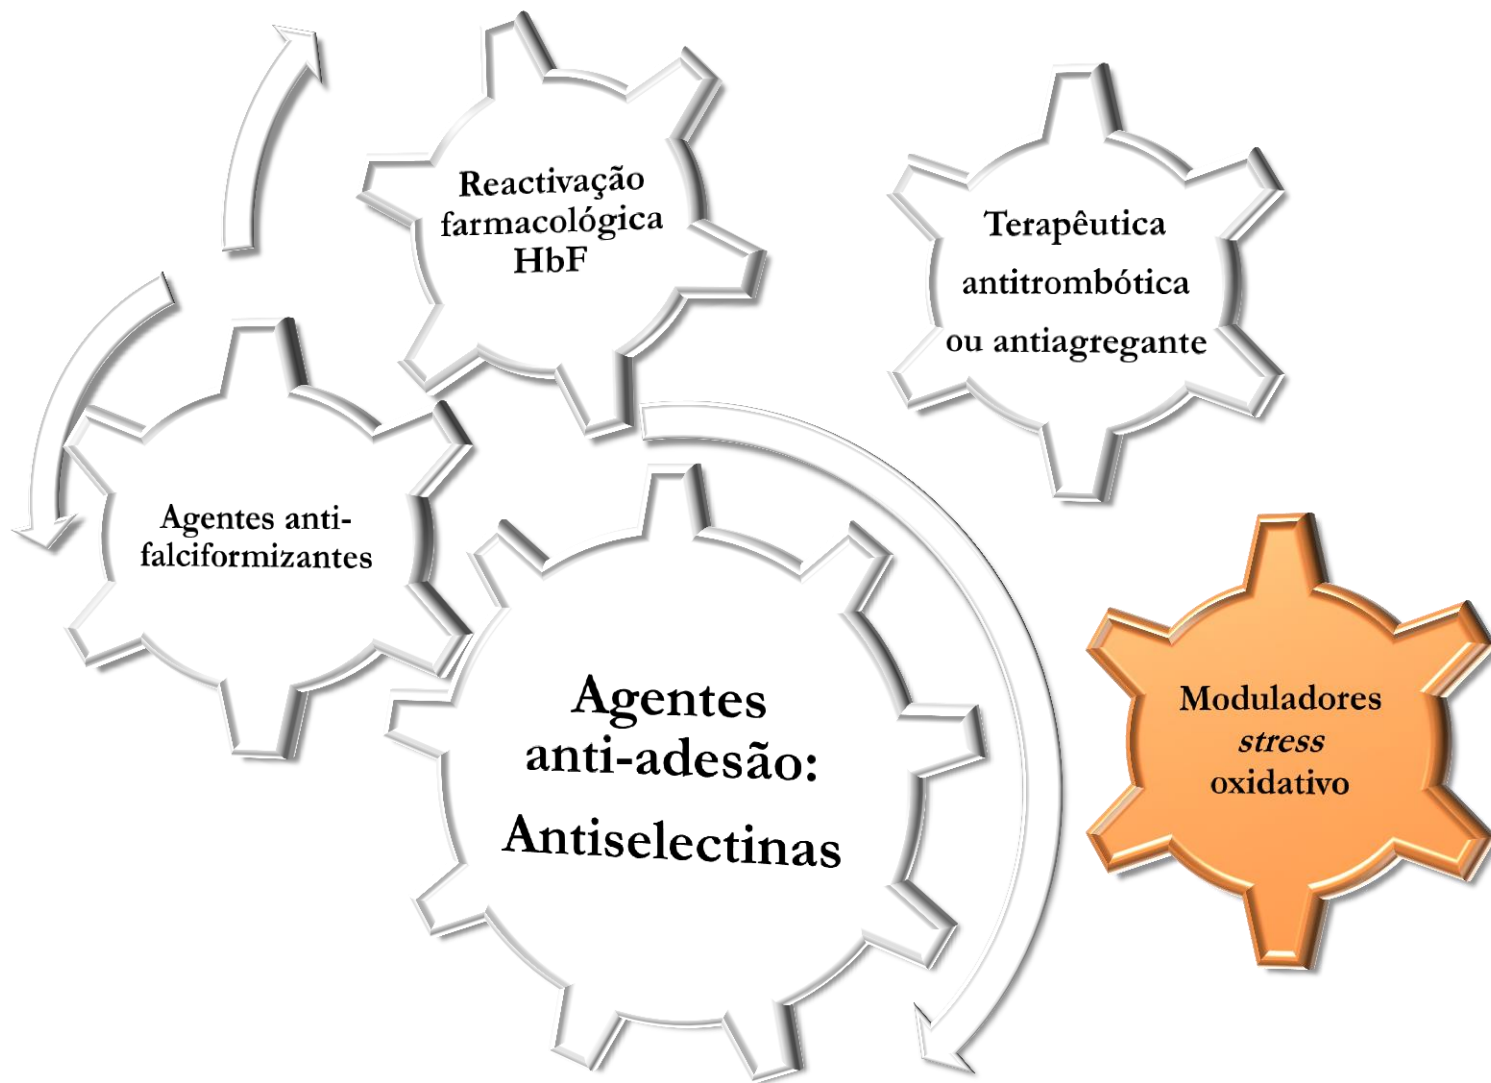 Reactivação
farmacológica
HbF
Terapêutica
antitrombótica
ou antiagregante
Agentes anti-
falciformizantes
Agentes
anti-adesão:
Antiselectinas
Moduladores
stress
oxidativo